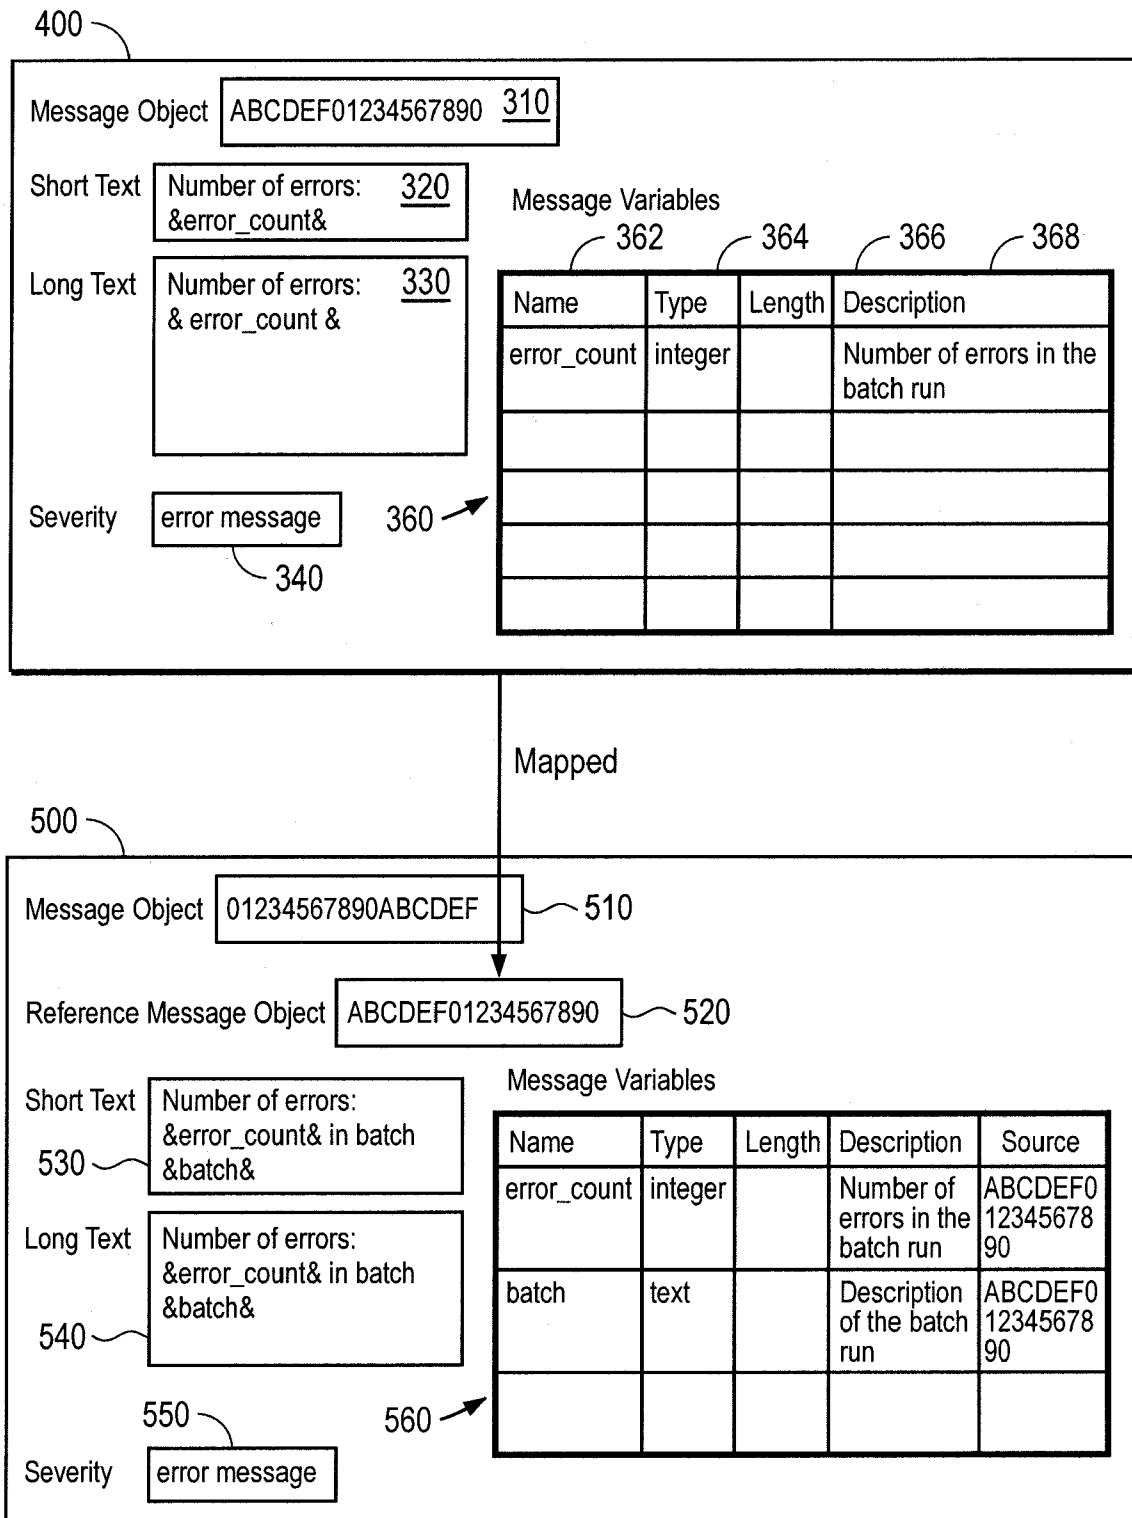 400
Message Object ABCDEF01234567890 310
Short Text Number of errors: 320
&error_count&
Message Variables
362 364 366 368
Long Text Number of errors: 330
& error_count &
Name Type Length Description
error_count integer Number of errors in the
batch run
Severity error message 360
340
Mapped
500
Message Object 01234567890ABCDEF 510
Reference Message Object ABCDEF01234567890 520
Message Variables
Short Text Number of errors:
&error_count& in batch
530 &batch&
Name Type Length Description Source
error_count integer Number of ABCDEF0
errors in the 12345678
batch run 90
Long Text Number of errors:
&error_count& in batch
&batch&
540
batch text Description ABCDEF0
of the batch 12345678
run 90
550 560
Severity error message